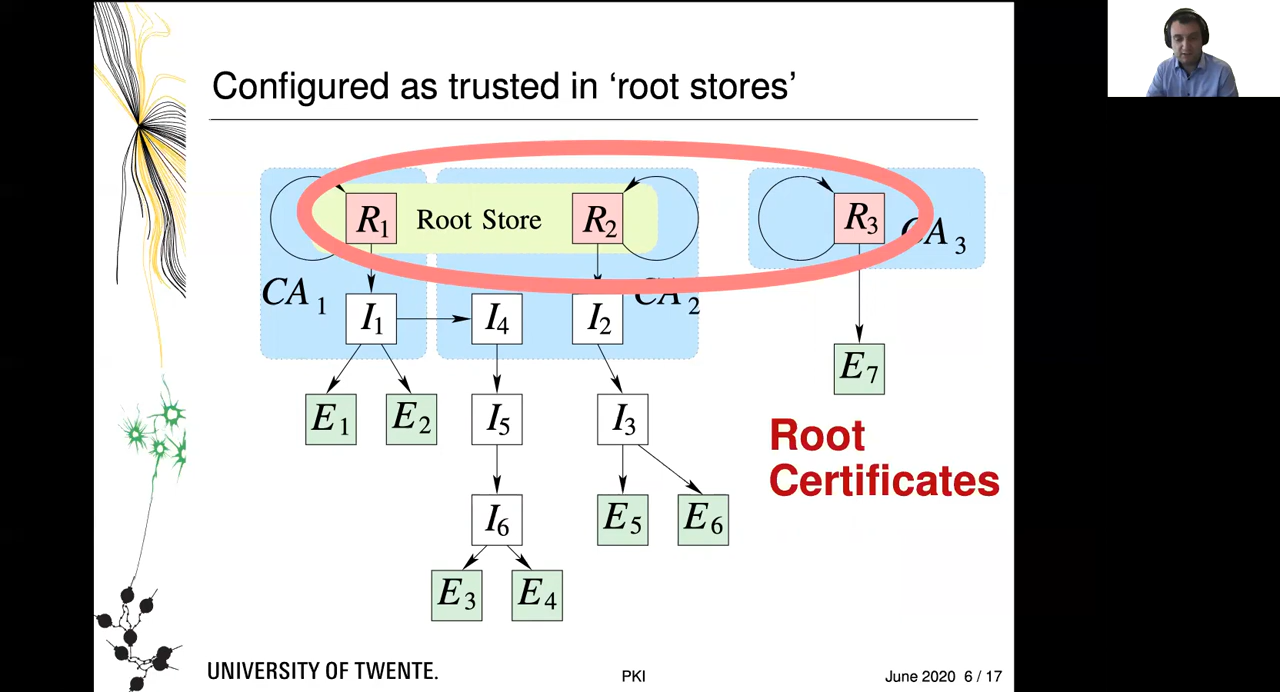 Configured as trusted in ‘root stores’
R1 Root Store R2 R3
CA3
CA1 CA2
I1 I4 I2
E7
E1 E2 I5 I3
Root
Certificates
I6 E5 E6
E3 E4
UNIVERSITY OF TWENTE. PKI June 2020 6 / 17